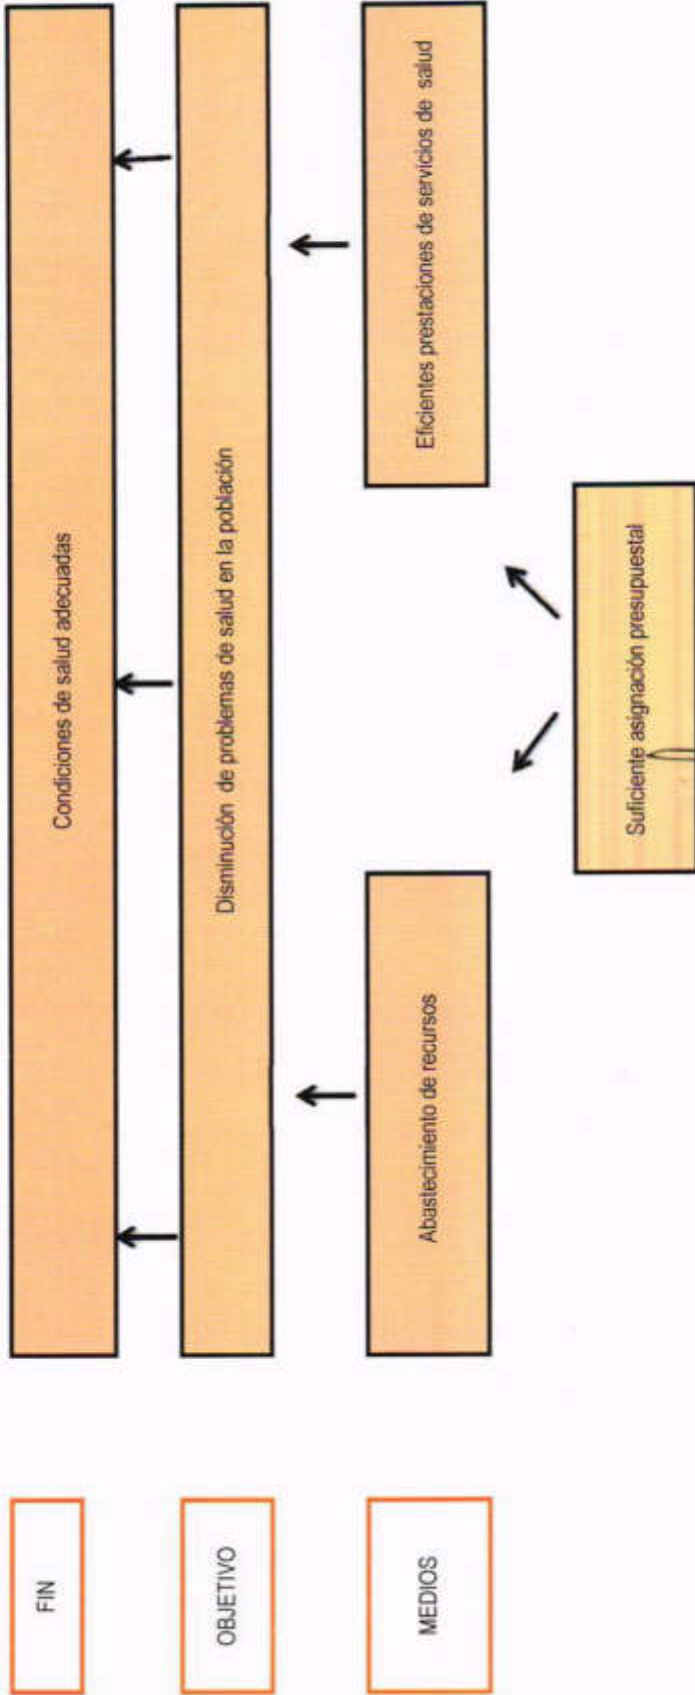 FIN
Condiciones de salud adecuadas
OBJETIVO
Disminución de problemas de salud en la población
MEDIOS
Abastecimiento de recursos
Eficientes prestaciones de servicios de salud
Suficiente asignación presupuestal